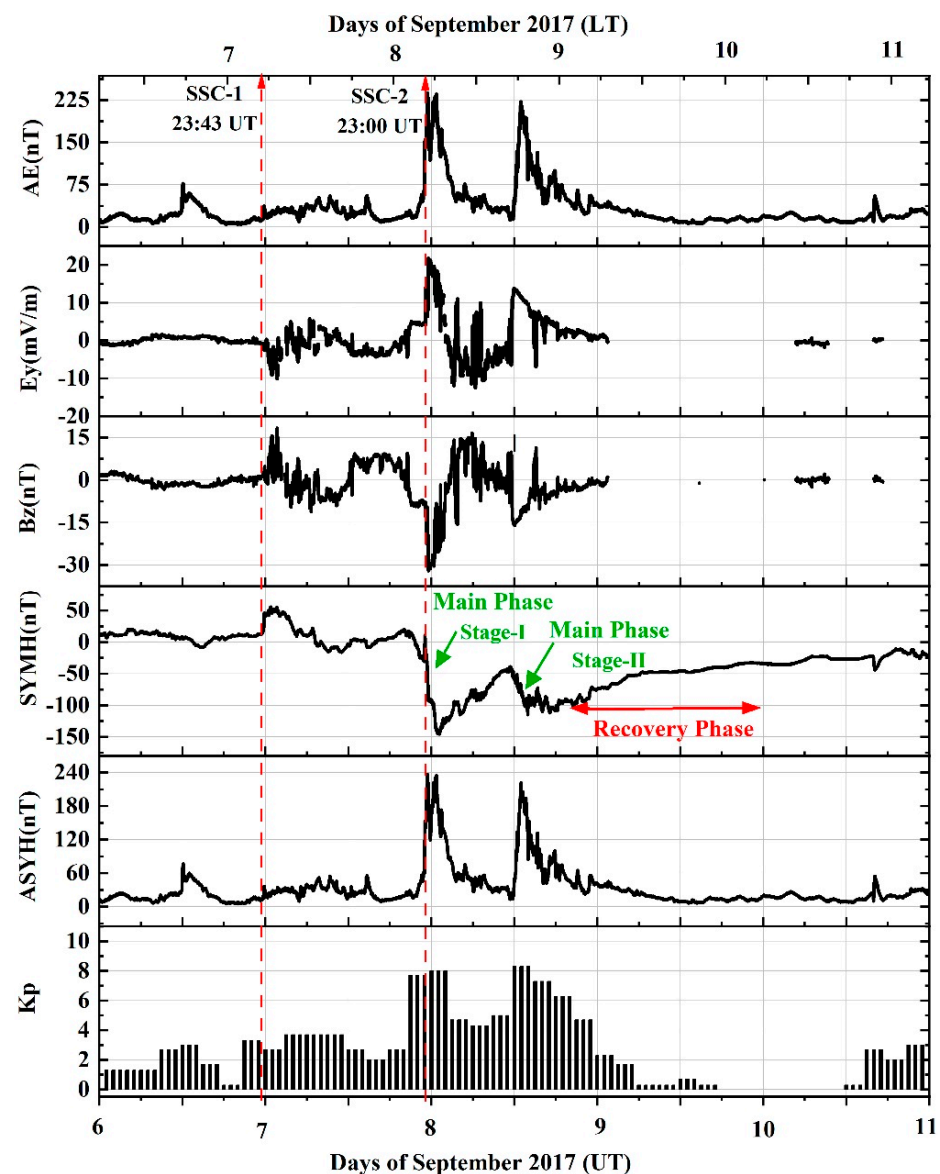 Days of September 2017 (LT)
7 8 9 10 11
SSC-1
23:43 UT
SSC-2
23:00 UT
AE(nT)
225
150
75
0
Ey(mV/m)
20
10
0
-10
20
Bz(nT)
15
0
-15
-30
SYMH(nT)
50
0
-50
-100
-150
Main Phase
Stage-I
Main Phase
Stage-II
Recovery Phase
ASYH(nT)
240
180
120
60
0
Kp
10
8
6
4
2
0
6 7 8 9 10 11
Days of September 2017 (UT)